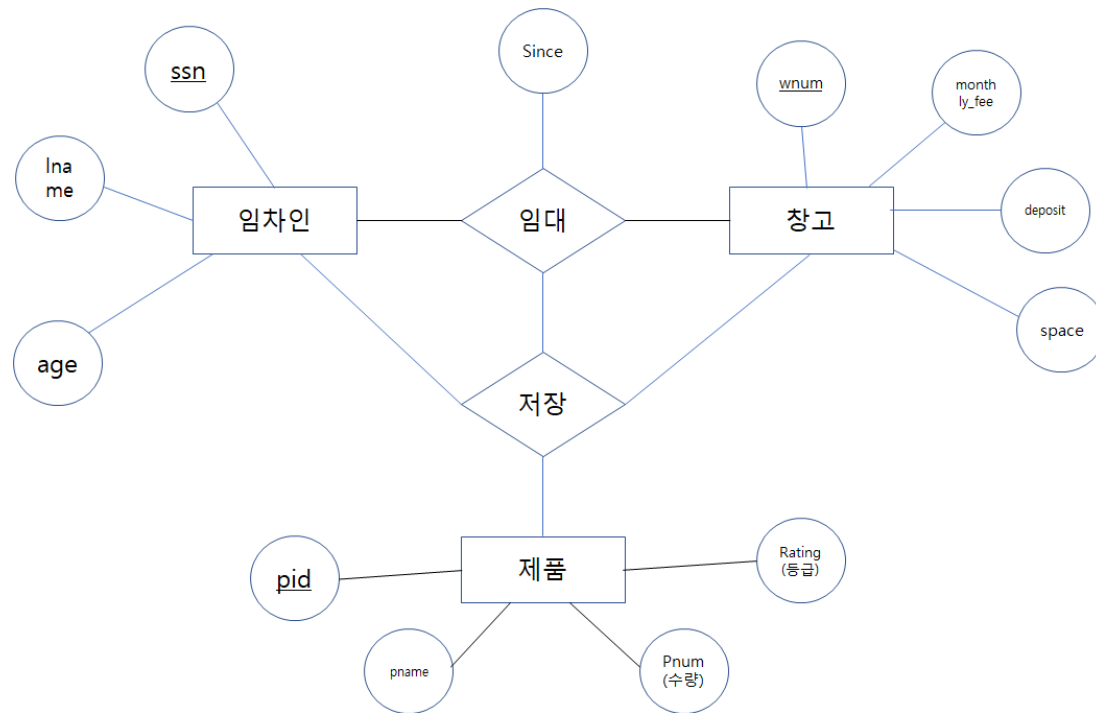 Since
ssn
wnum
month
ly_fee
lna
me
임차인
임대
창고
deposit
age
space
저장
pid
제품
Rating
(등급)
pname
Pnum
(수량)